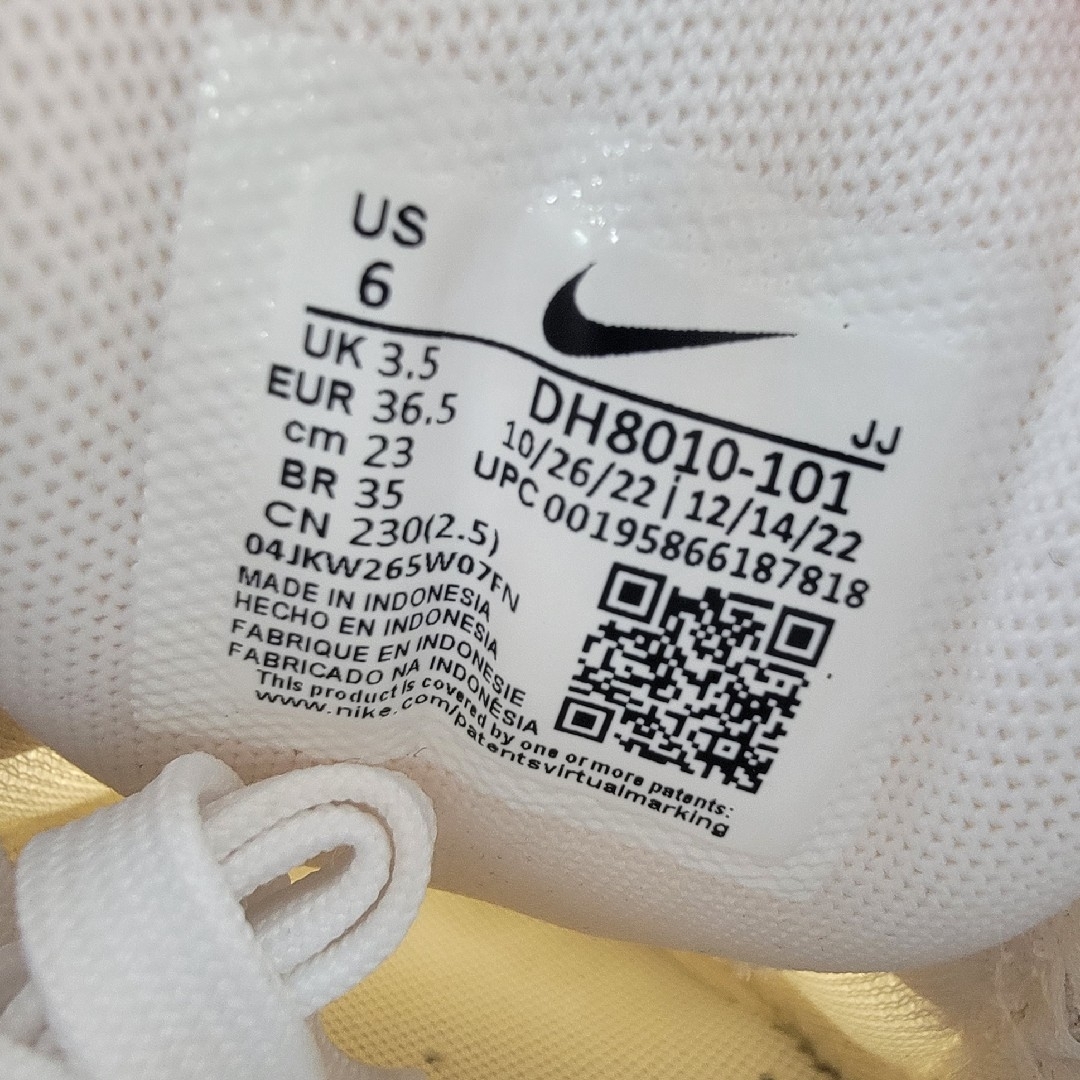 US
6
UK 3.5
EUR 36.5
cm 23
BR 35
CN 230(2.5)
04JKW265W07FN
MADE IN INDONESIA
HECHO EN INDONESIA
FABRIQUE EN INDONESIE
FABRICADO NA INDONÉSIA
This product is covered by one or more patents:
www.nike.com/patentsvirtualmarking
JJ
DH8010-101
10/26/22 | 12/14/22
UPC 00195866187818